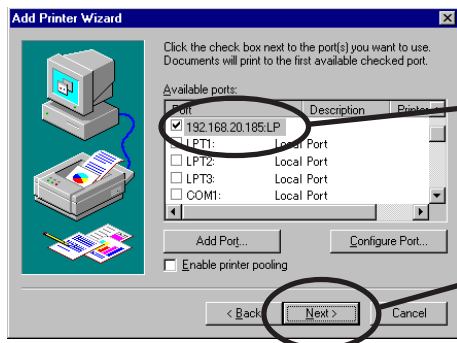 Add Printer Wizard
Click the check box next to the port(s) you want to use.
Documents will print to the first available checked port.
Available ports:
Port Description Printer
192.168.20.185:LP
LPT1: Local Port
LPT2: Local Port
LPT3: Local Port
COM1: Local Port
Add Port... Configure Port...
Enable printer pooling
< Back Next > Cancel